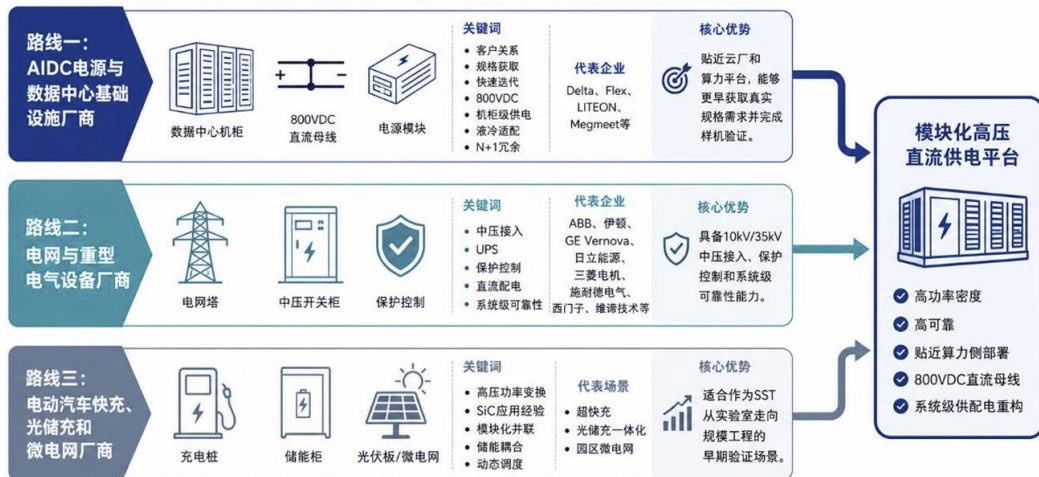 路线一：
AIDC电源与
数据中心基础
设施厂商
数据中心机柜
+
800VDC
直流母线
电源模块
关键词
• 客户关系
• 规格获取
• 快速迭代
• 800VDC
• 机柜级供电
• 液冷适配
• N+1冗余
代表企业
Delta、Flex、
LITEON、
Megmeet等
核心优势
贴近云厂和
算力平台，能够
更早获取真实
规格需求并完成
样机验证。
路线二：
电网与重型
电气设备厂商
电网塔
中压开关柜
保护控制
关键词
• 中压接入
• UPS
• 保护控制
• 直流配电
• 系统级可靠性
代表企业
ABB、伊顿、
GE Vernova、
日立能源、
三菱电机、
施耐德电气、
西门子、维谛技术等
核心优势
具备10kV/35kV
中压接入、保护
控制和系统级
可靠性能力。
路线三：
电动汽车快充、
光储充和
微电网厂商
充电桩
储能柜
光伏板/微电网
关键词
• 高压功率变换
• SiC应用经验
• 模块化并联
• 储能耦合
• 动态调度
代表场景
• 超快充
• 光储充一体化
• 园区微电网
核心优势
适合作为SST
从实验室走向
规模工程的
早期验证场景。
模块化高压
直流供电平台
高功率密度
高可靠
贴近算力侧部署
800VDC直流母线
系统级供配电重构